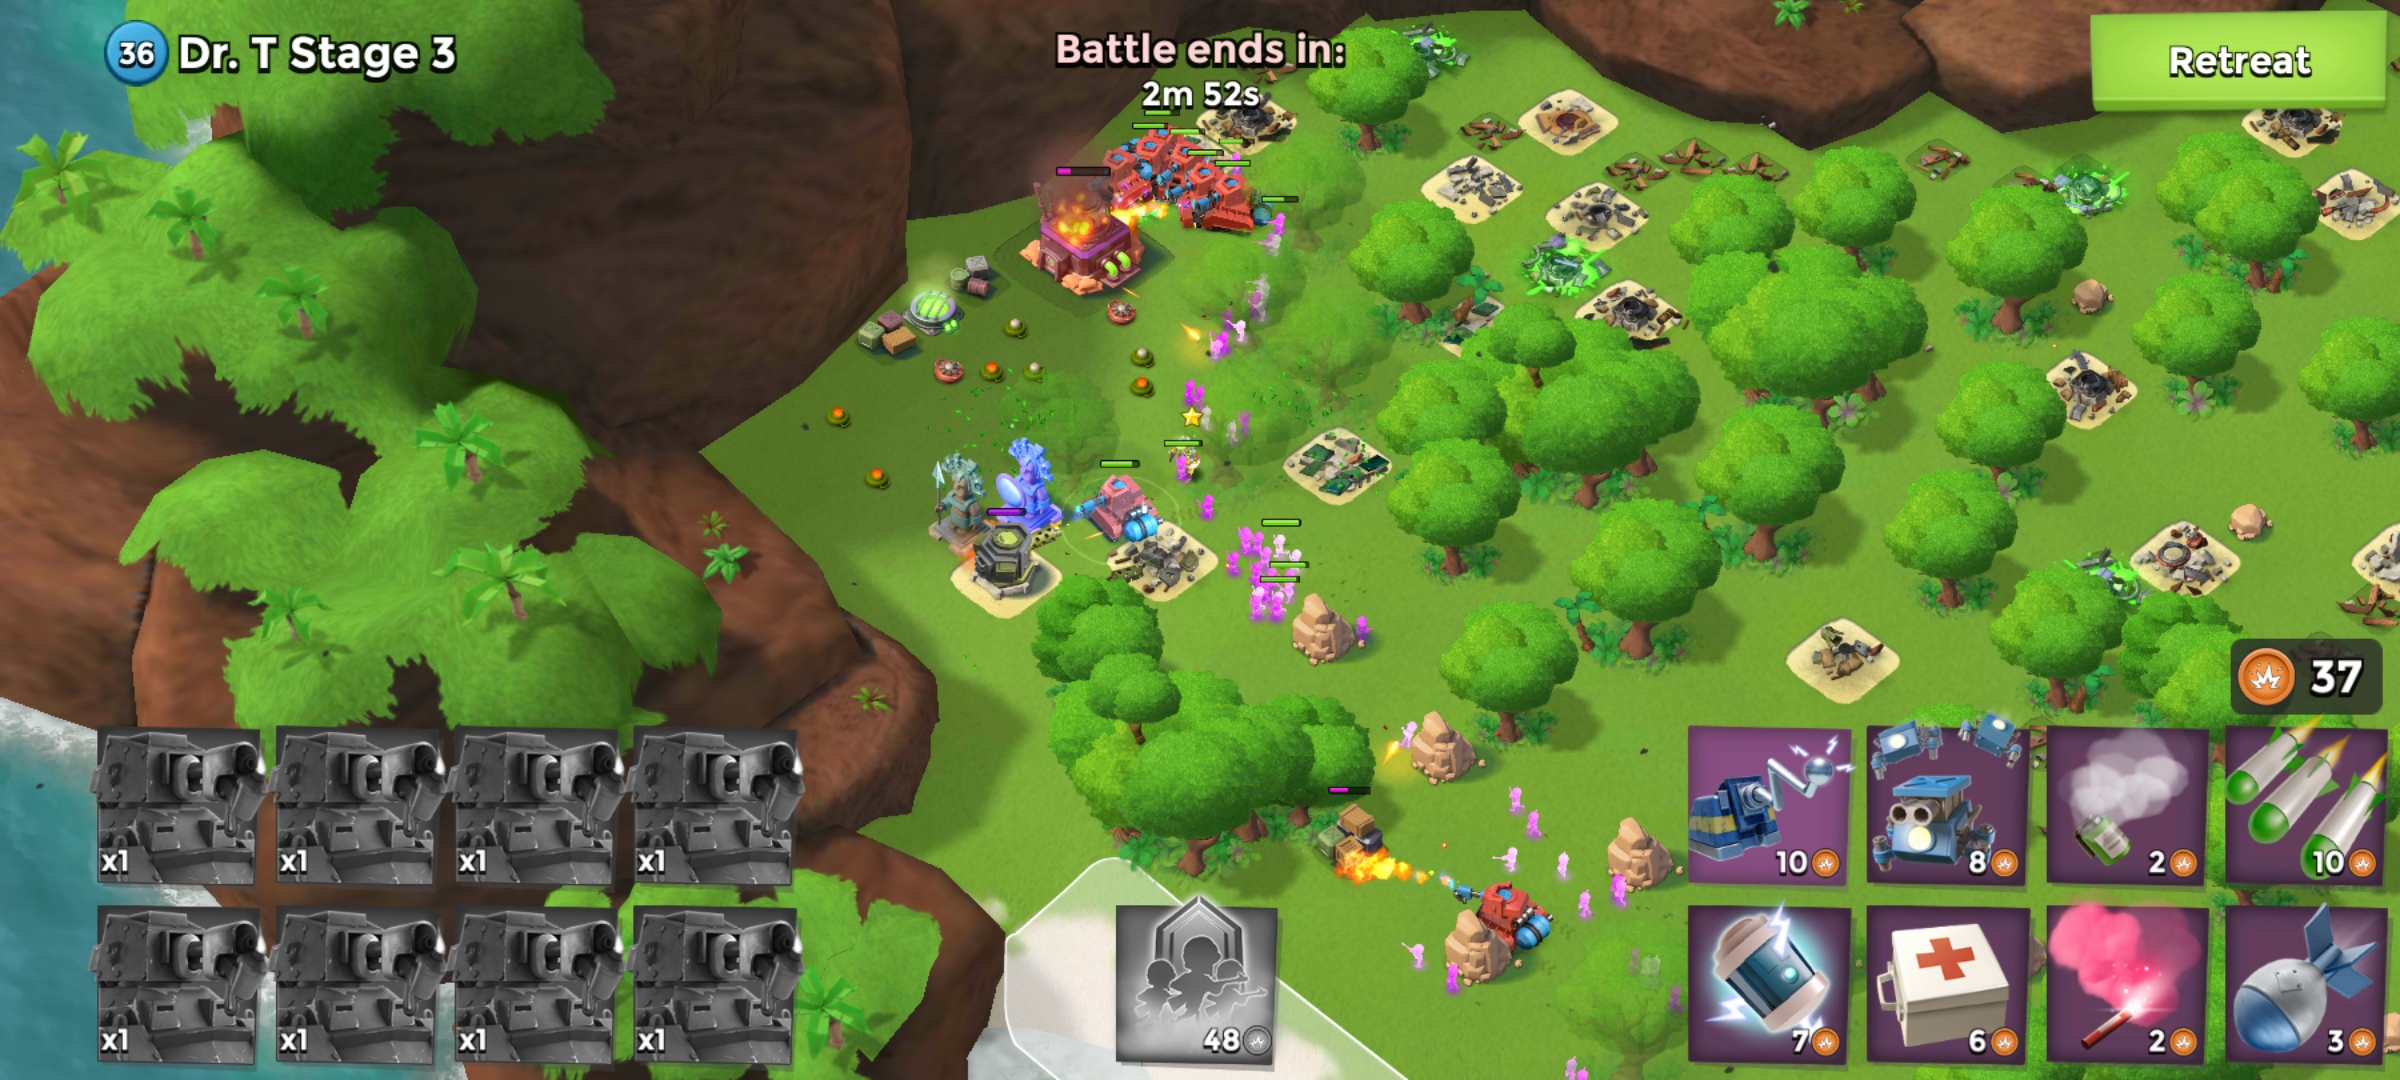 36 Dr. T Stage 3
Battle ends in:
2m 52s
Retreat
37
x1 x1 x1 x1
10 8 2 10
x1 x1 x1 x1
48
7 6 2 3